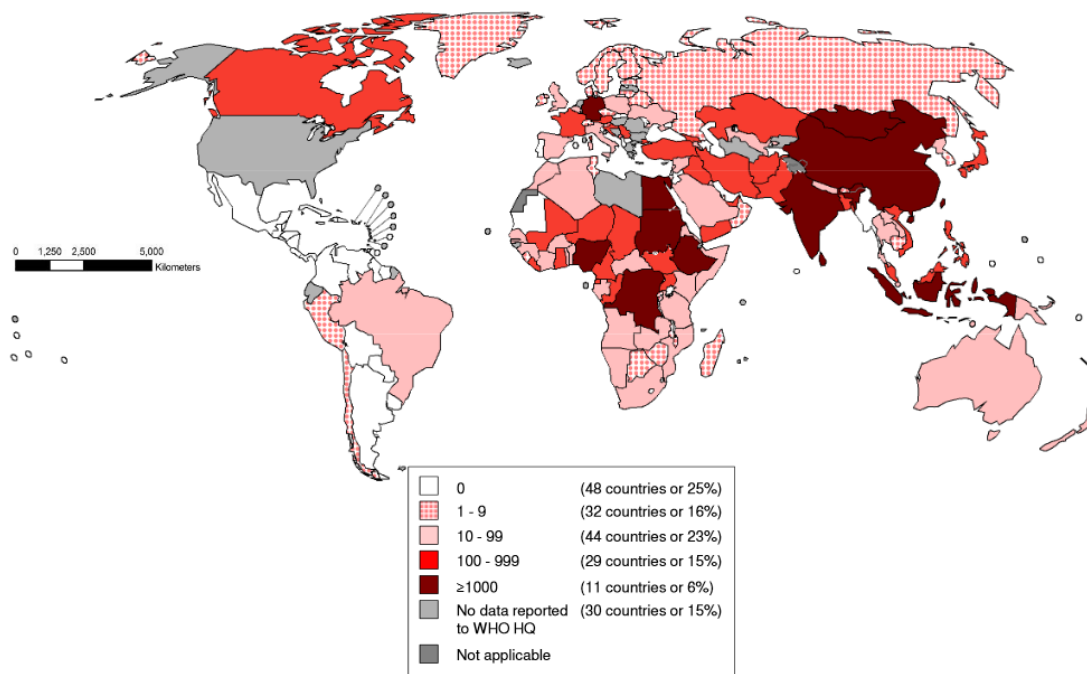 0 1,250 2,500 5,000
Kilometers
0 (48 countries or 25%)
1 - 9 (32 countries or 16%)
10 - 99 (44 countries or 23%)
100 - 999 (29 countries or 15%)
≥1000 (11 countries or 6%)
No data reported (30 countries or 15%)
to WHO HQ
Not applicable